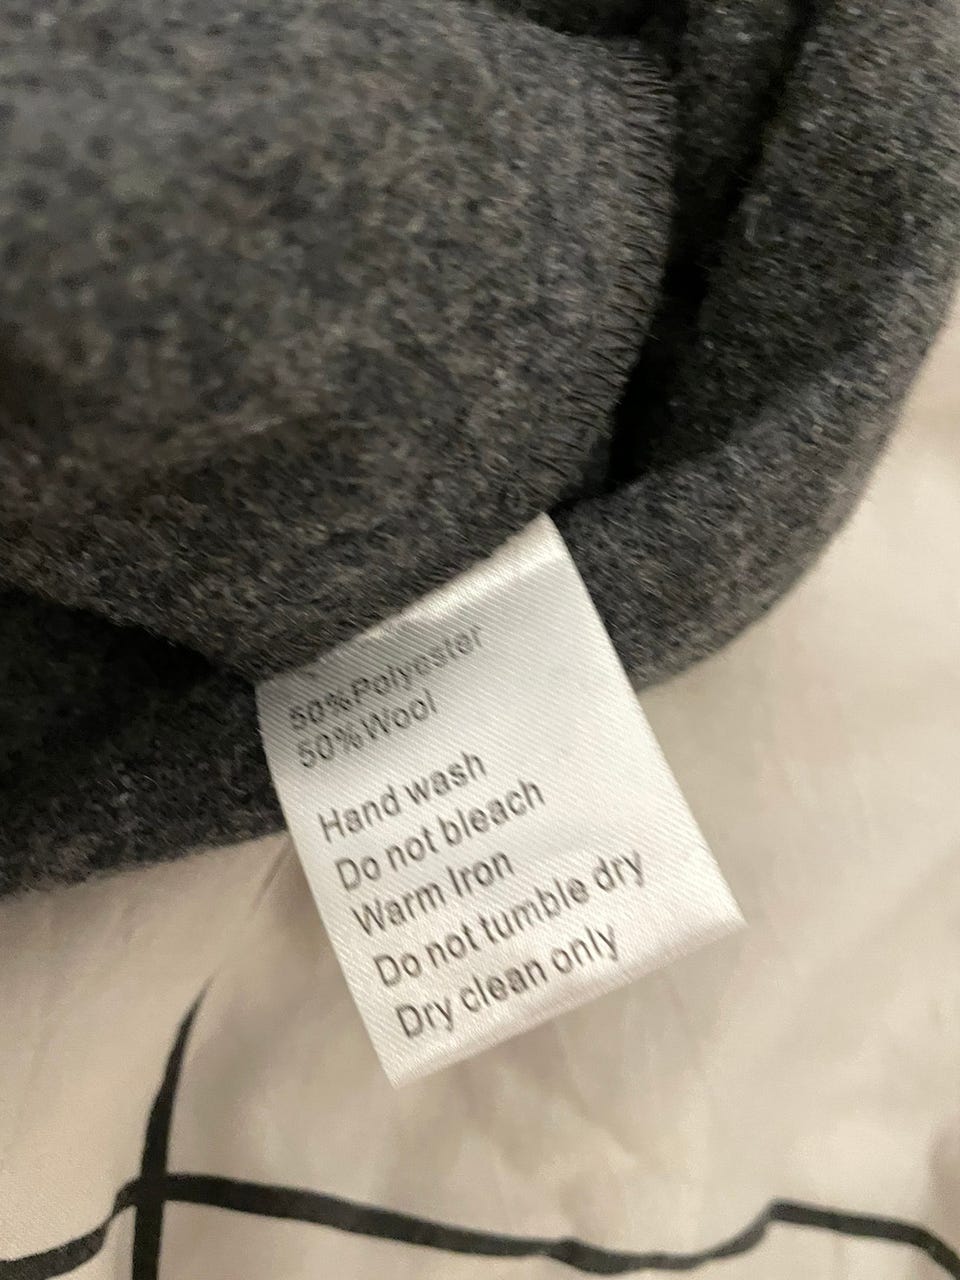 50%Polyester
50%Wool
Hand wash
Do not bleach
Warm Iron
Do not tumble dry
Dry clean only